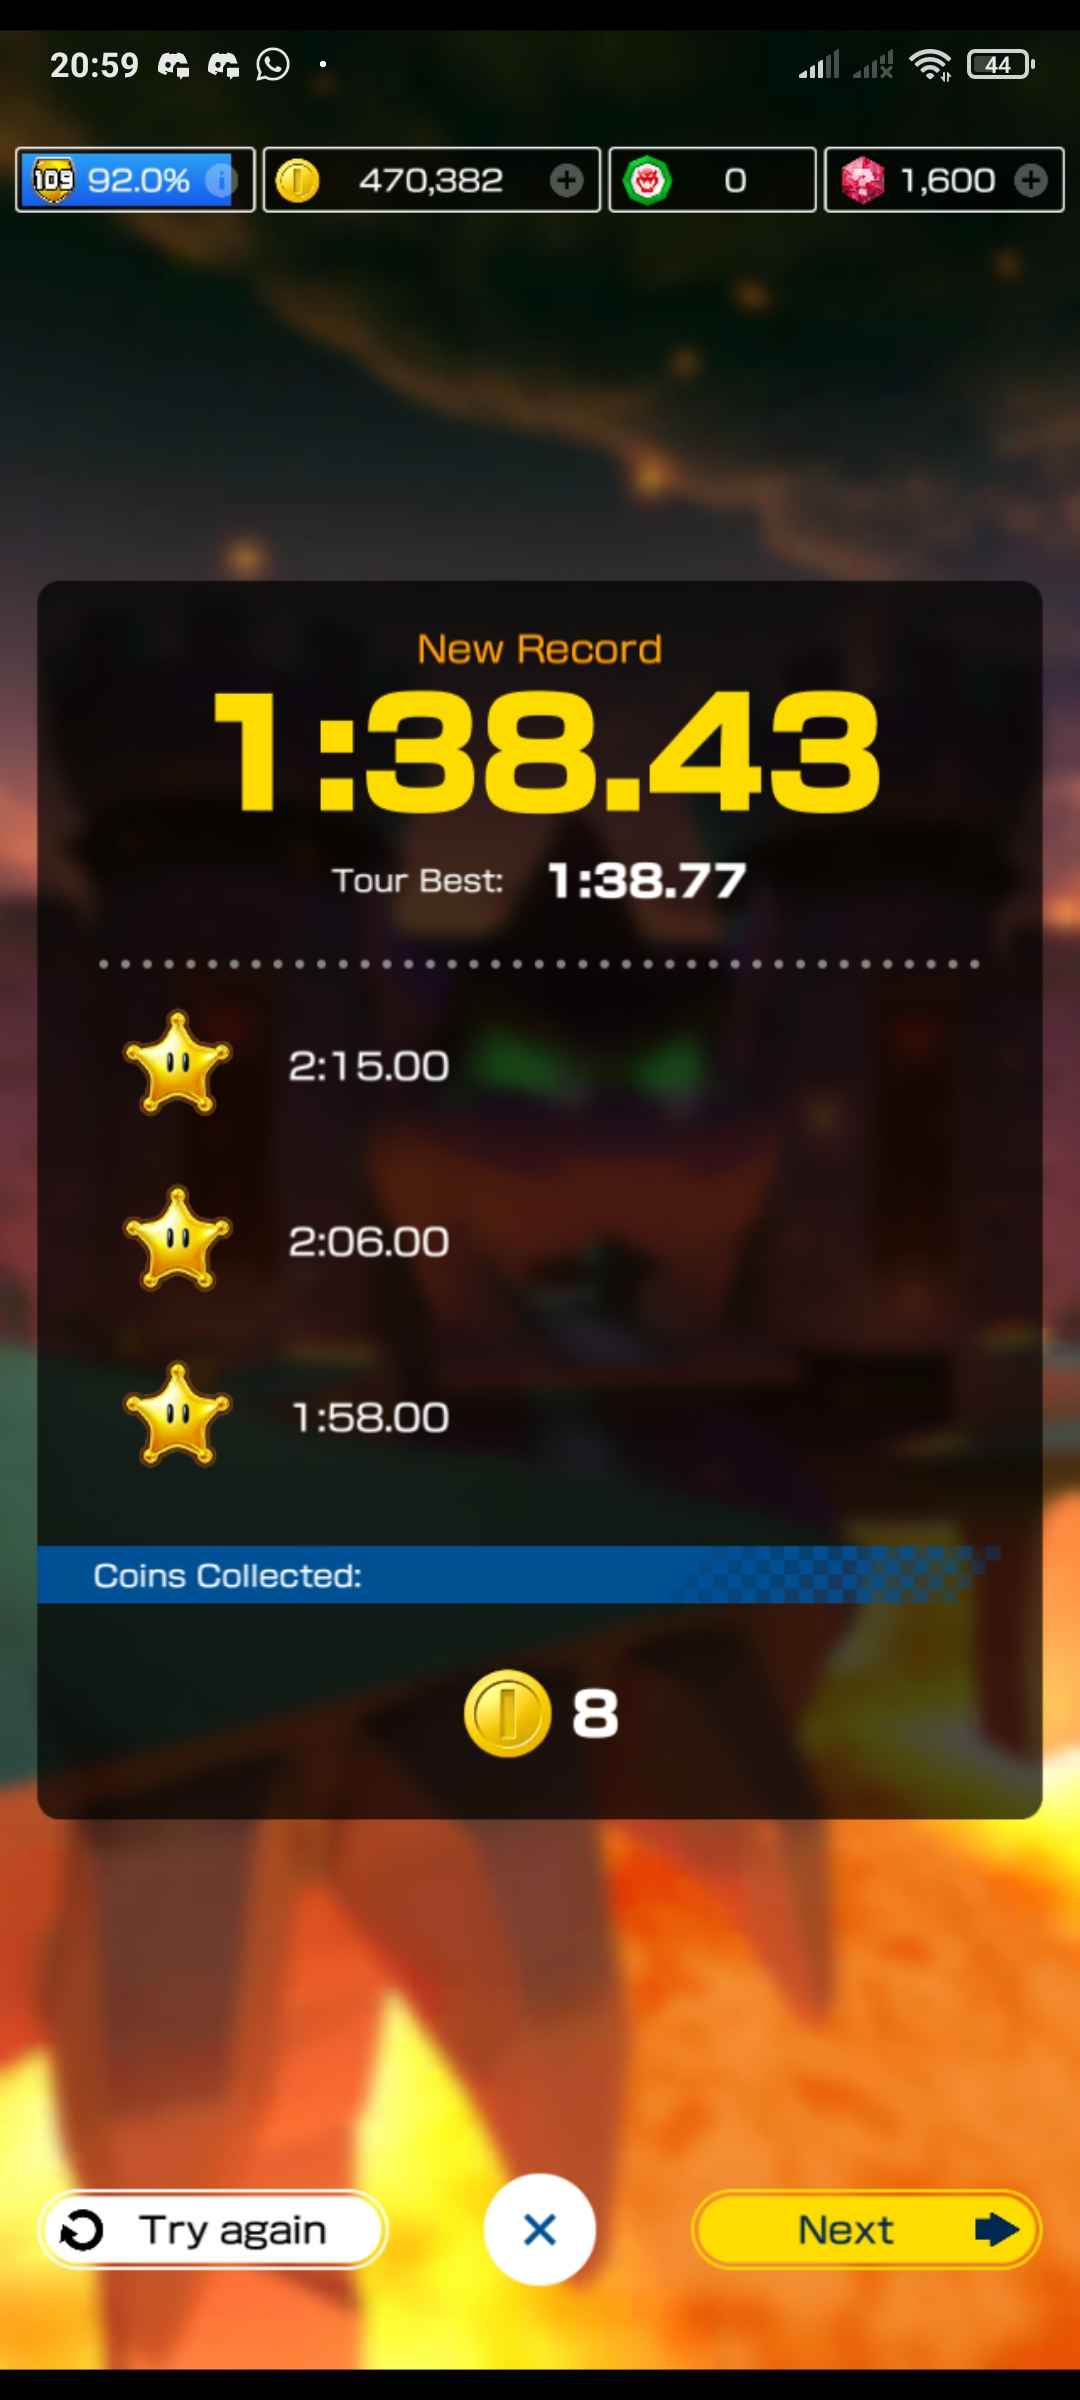 20:59 44
109 92.0% i 470,382 0 1,600
New Record
1:38.43
Tour Best: 1:38.77
2:15.00
2:06.00
1:58.00
Coins Collected:
8
Try again Next